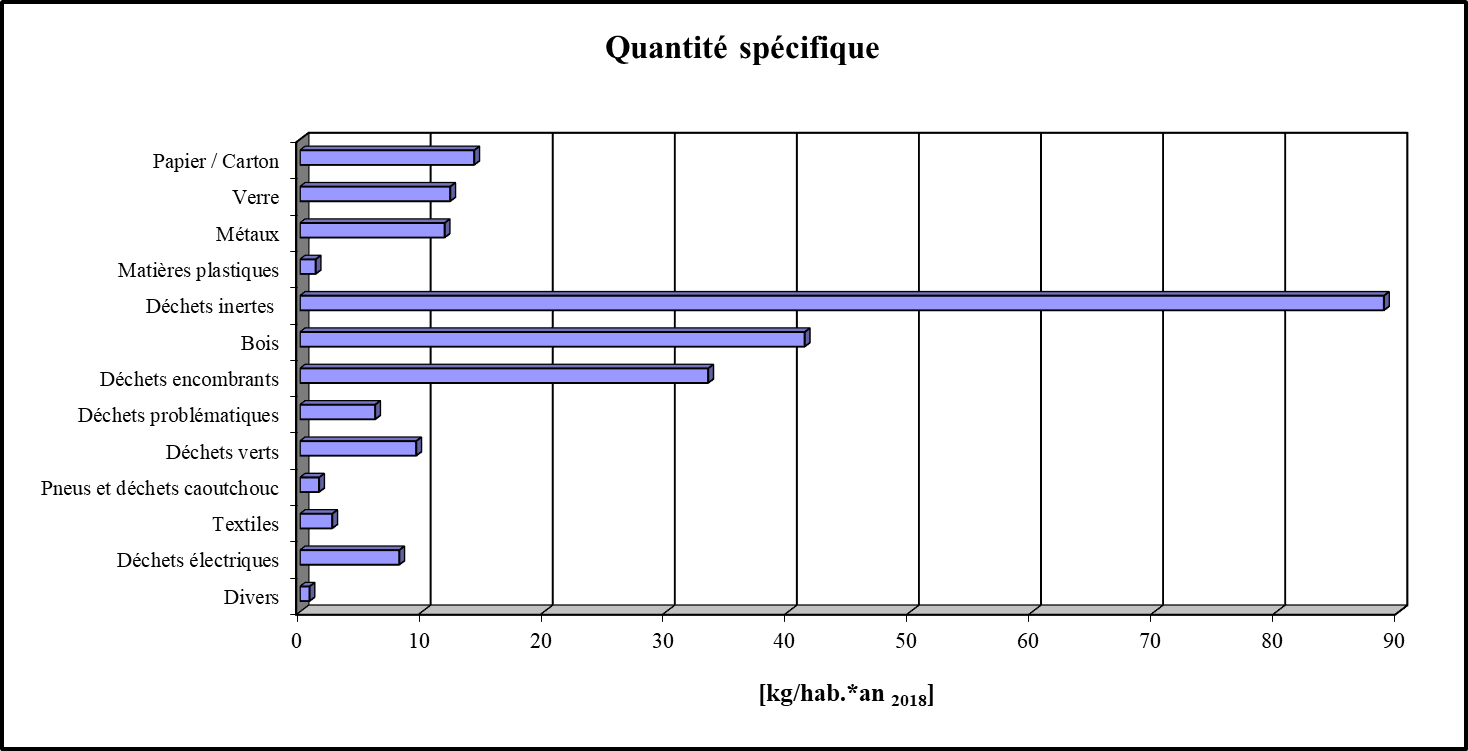 Quantité spécifique
Papier / Carton
Verre
Métaux
Matières plastiques
Déchets inertes
Bois
Déchets encombrants
Déchets problématiques
Déchets verts
Pneus et déchets caoutchouc
Textiles
Déchets électriques
Divers
0 10 20 30 40 50 60 70 80 90
[kg/hab.*an 2018]